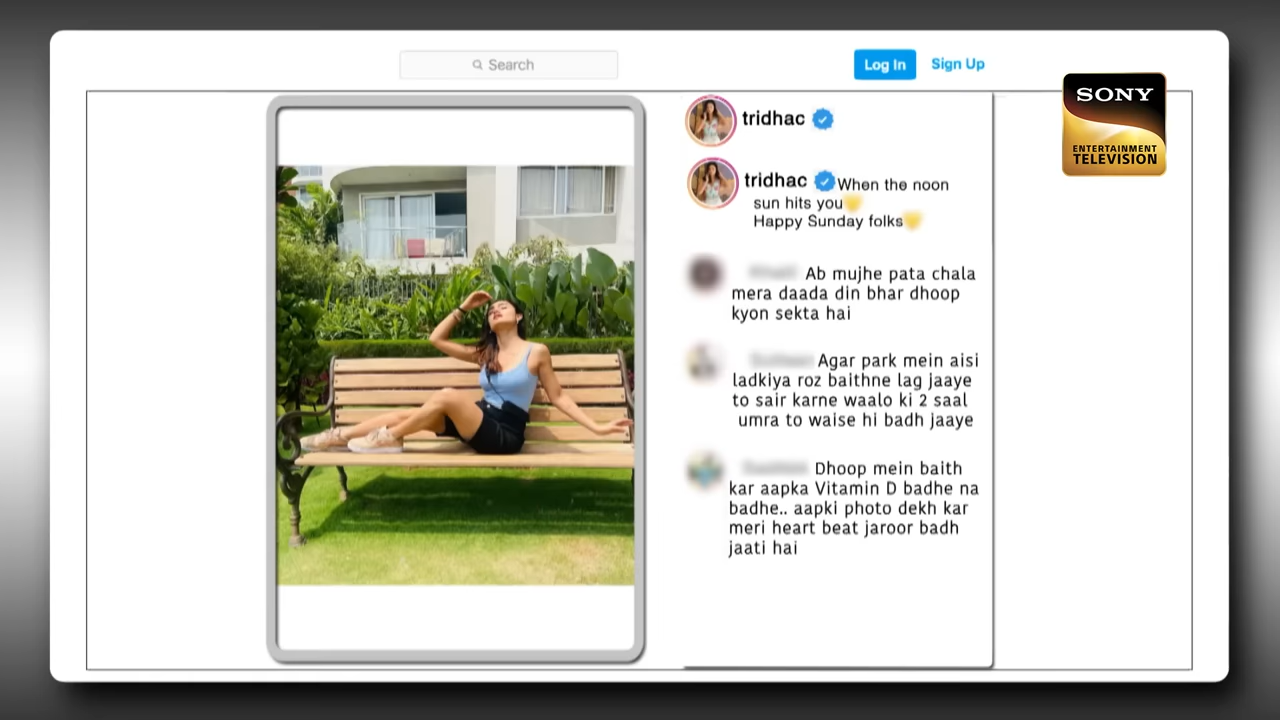 Search
Log In
Sign Up
SONY
ENTERTAINMENT
TELEVISION
tridhac
tridhac When the noon
sun hits you
Happy Sunday folks
Ab mujhe pata chala
mera daada din bhar dhoop
kyon sekta hai
Agar park mein aisi
ladkiya roz baithne lag jaaye
to sair karne waalo ki 2 saal
umra to waise hi badh jaaye
Dhoop mein baith
kar aapka Vitamin D badhe na
badhe.. aapki photo dekh kar
meri heart beat jaroor badh
jaati hai